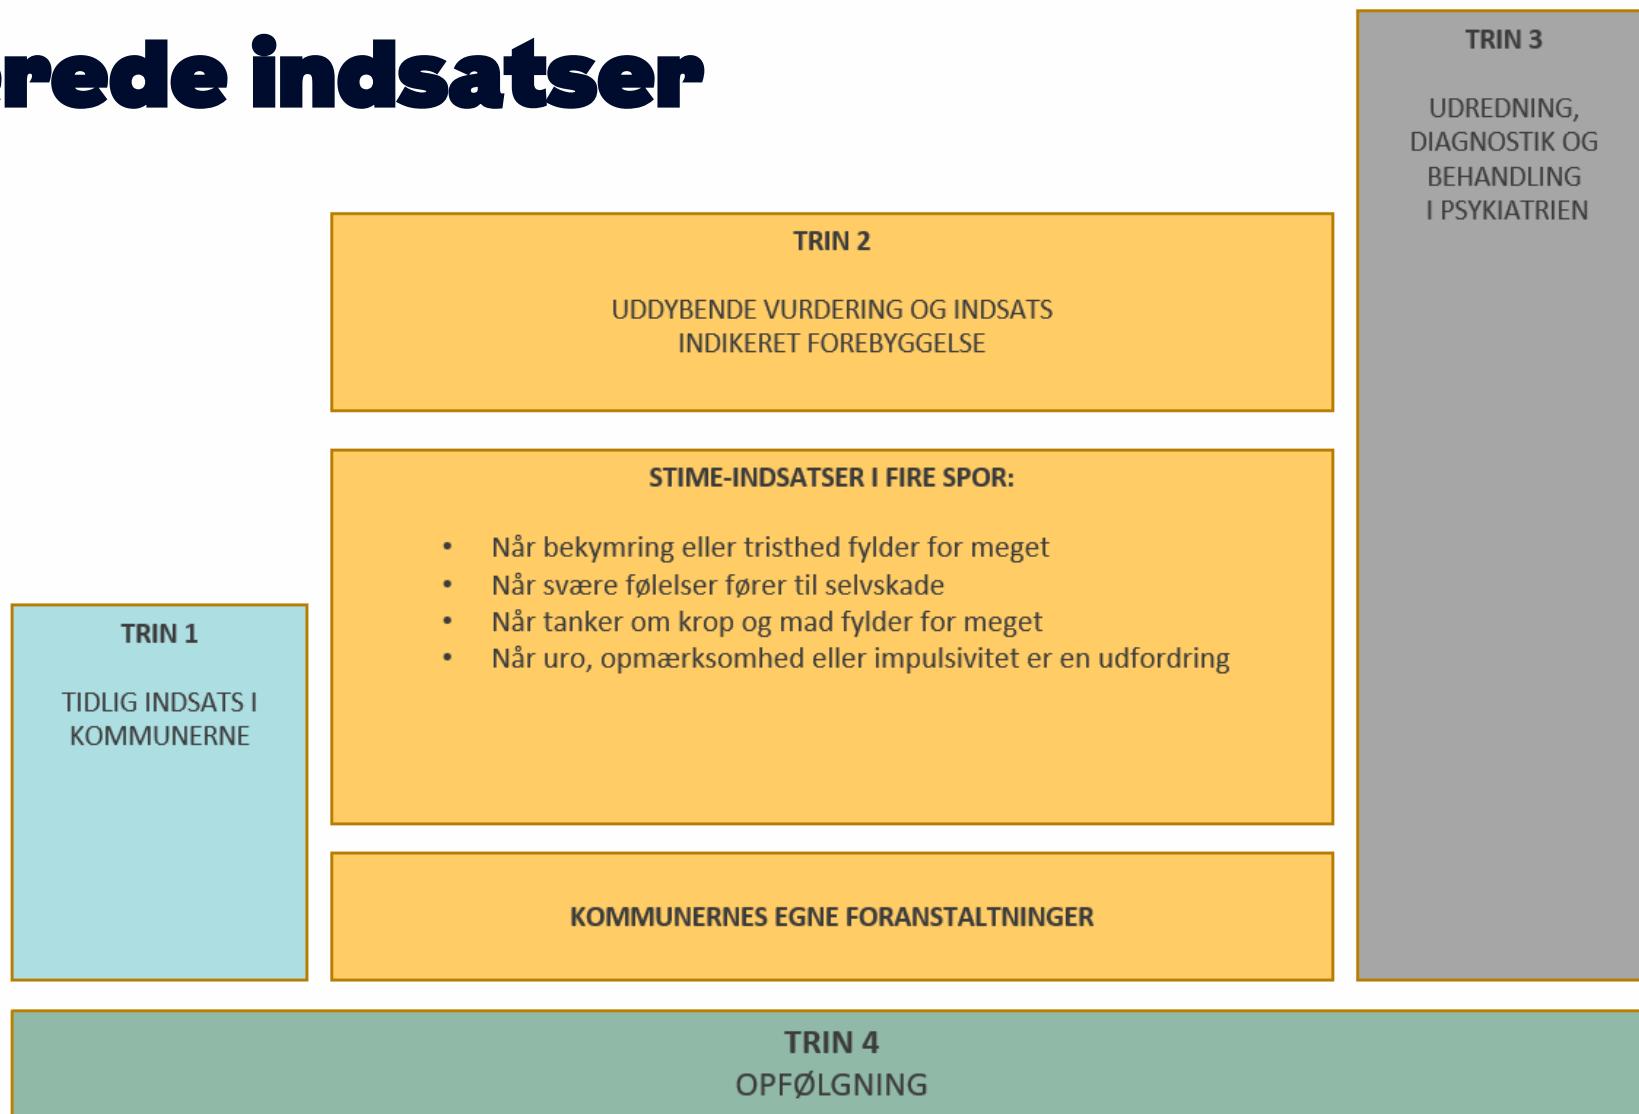 rede indsatser
TRIN 3
UDREDNING,
DIAGNOSTIK OG
BEHANDLING
I PSYKIATRIEN
TRIN 2
UDDYBENDE VURDERING OG INDSATS
INDIKERET FOREBYGGELSE
STIME-INDSATSER I FIRE SPOR:
• Når bekymring eller tristhed fylder for meget
• Når svære følelser fører til selvskade
• Når tanker om krop og mad fylder for meget
• Når uro, opmærksomhed eller impulsivitet er en udfordring
TRIN 1
TIDLIG INDSATS I
KOMMUNERNE
KOMMUNERNES EGNE FORANSTALTNINGER
TRIN 4
OPFØLGNING